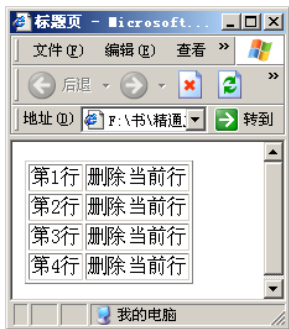 标题页 - Microsoft...
文件(F) 编辑(E) 查看 »
后退 »
地址(D) F:\书\精通: 转到
第1行 删除当前行
第2行 删除当前行
第3行 删除当前行
第4行 删除当前行
我的电脑